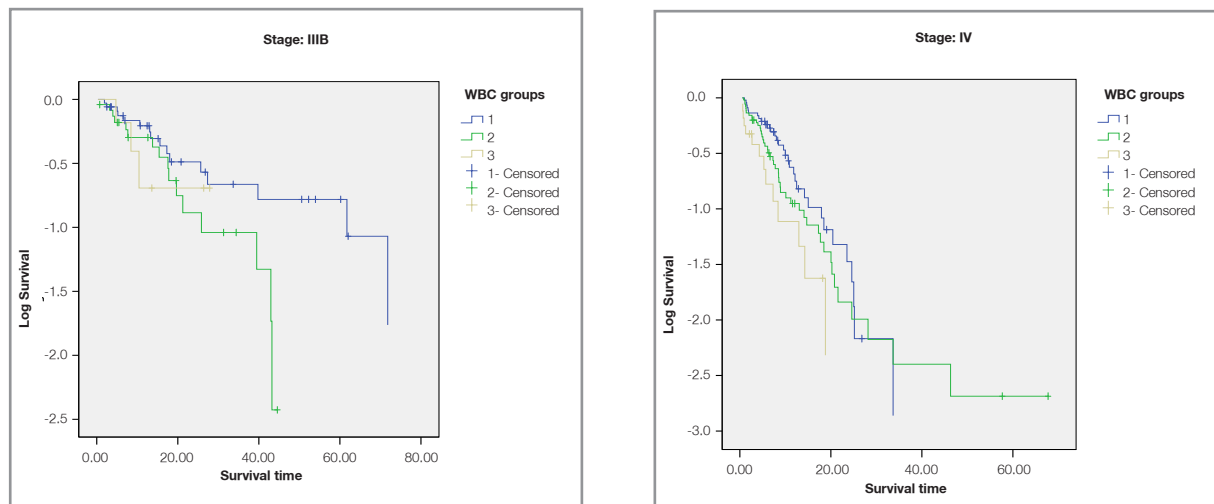 Stage: IIIB
WBC groups
1
2
3
1- Censored
2- Censored
3- Censored
Log Survival
0.0
-0.5
-1.0
-1.5
-2.0
-2.5
0.00
20.00
40.00
60.00
80.00
Survival time
Stage: IV
WBC groups
1
2
3
1- Censored
2- Censored
3- Censored
Log Survival
0.0
-0.5
-1.0
-1.5
-2.0
-2.5
-3.0
0.00
20.00
40.00
60.00
Survival time